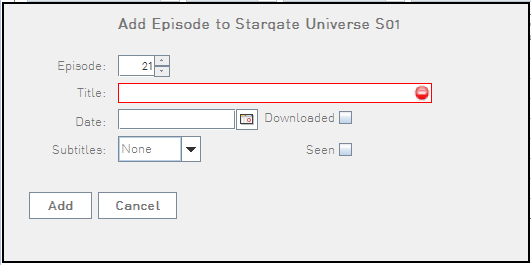 Add Episode to Stargate Universe S01
Episode: 21
Title:
Date: Downloaded
Subtitles: None Seen
Add Cancel